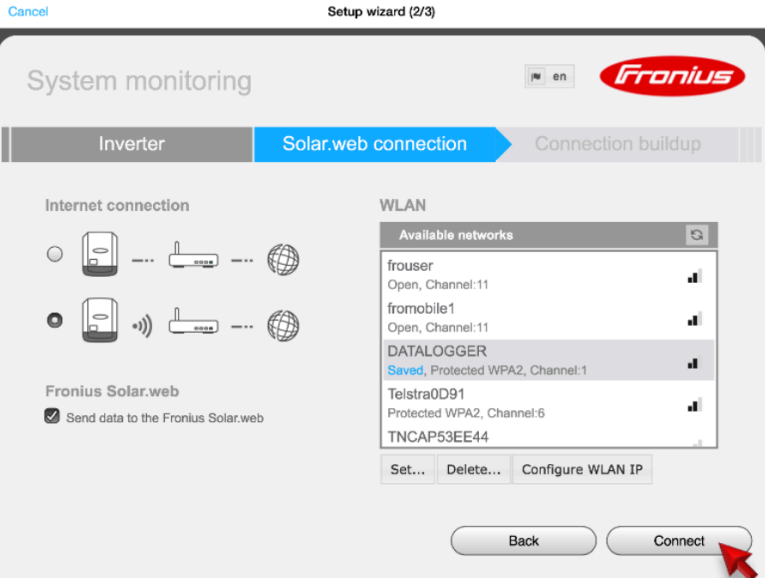 Cancel
Setup wizard (2/3)
System monitoring
en
Fronius
Inverter
Solar.web connection
Connection buildup
Internet connection
WLAN
Available networks
frouser
Open, Channel:11
fromobile1
Open, Channel:11
DATALOGGER
Saved, Protected WPA2, Channel:1
Telstra0D91
Protected WPA2, Channel:6
TNCAP53EE44
Fronius Solar.web
Send data to the Fronius Solar.web
Set...
Delete...
Configure WLAN IP
Back
Connect